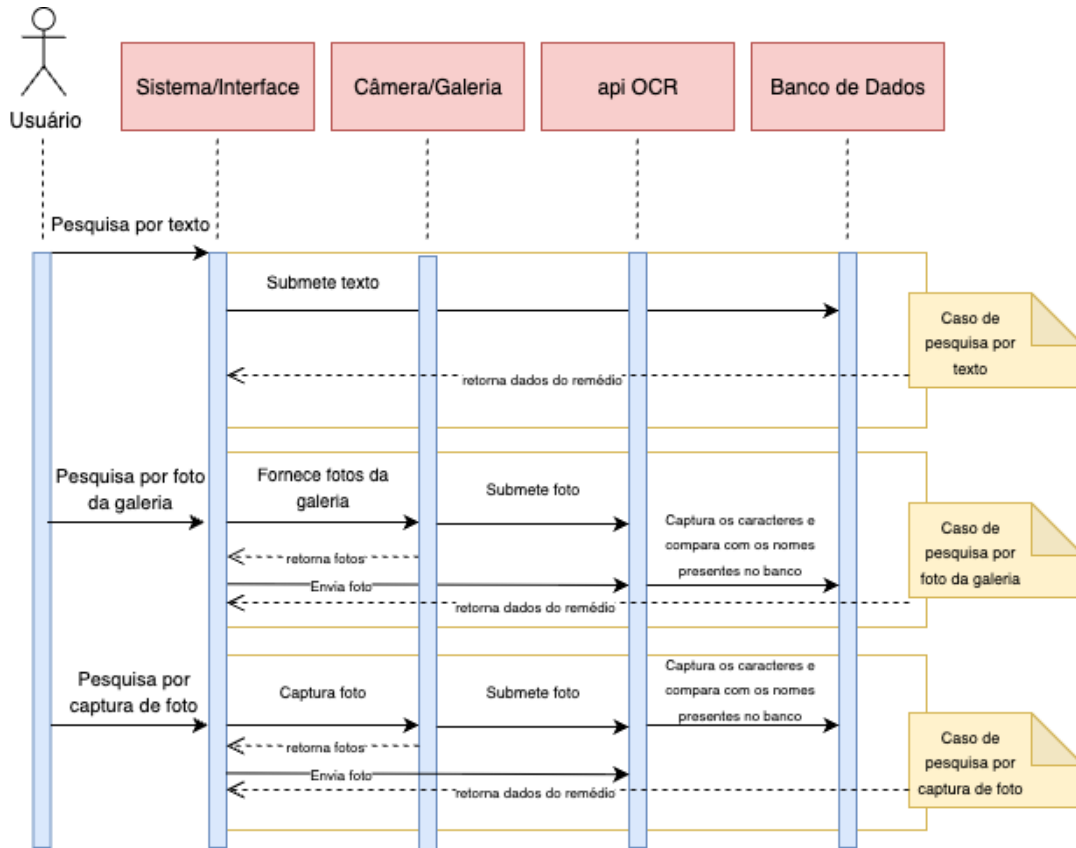 Usuário
Sistema/Interface
Câmera/Galeria
api OCR
Banco de Dados
Pesquisa por texto
Submete texto
retorna dados do remédio
Caso de
pesquisa por
texto
Pesquisa por foto
da galeria
Fornece fotos da
galeria
Submete foto
Captura os caracteres e
compara com os nomes
presentes no banco
retorna fotos
Envia foto
retorna dados do remédio
Caso de
pesquisa por
foto da galeria
Pesquisa por
captura de foto
Captura foto
Submete foto
Captura os caracteres e
compara com os nomes
presentes no banco
retorna fotos
Envia foto
retorna dados do remédio
Caso de
pesquisa por
captura de foto